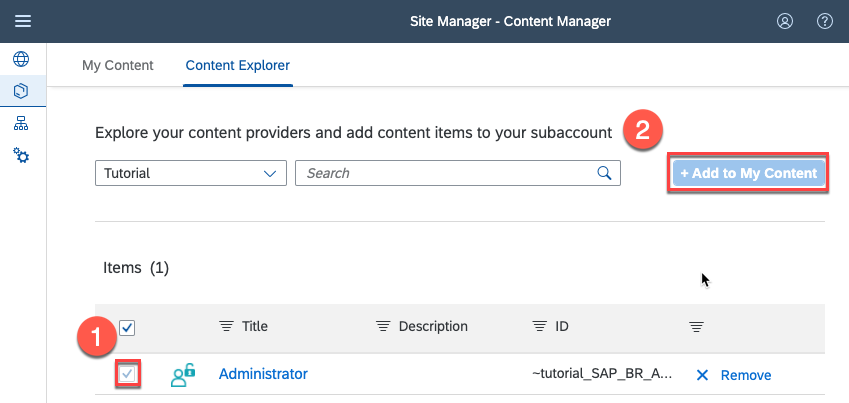 Site Manager - Content Manager
My Content Content Explorer
Explore your content providers and add content items to your subaccount 2
Tutorial Search + Add to My Content
Items (1)
Title Description ID
1
Administrator ~tutorial_SAP_BR_A... Remove